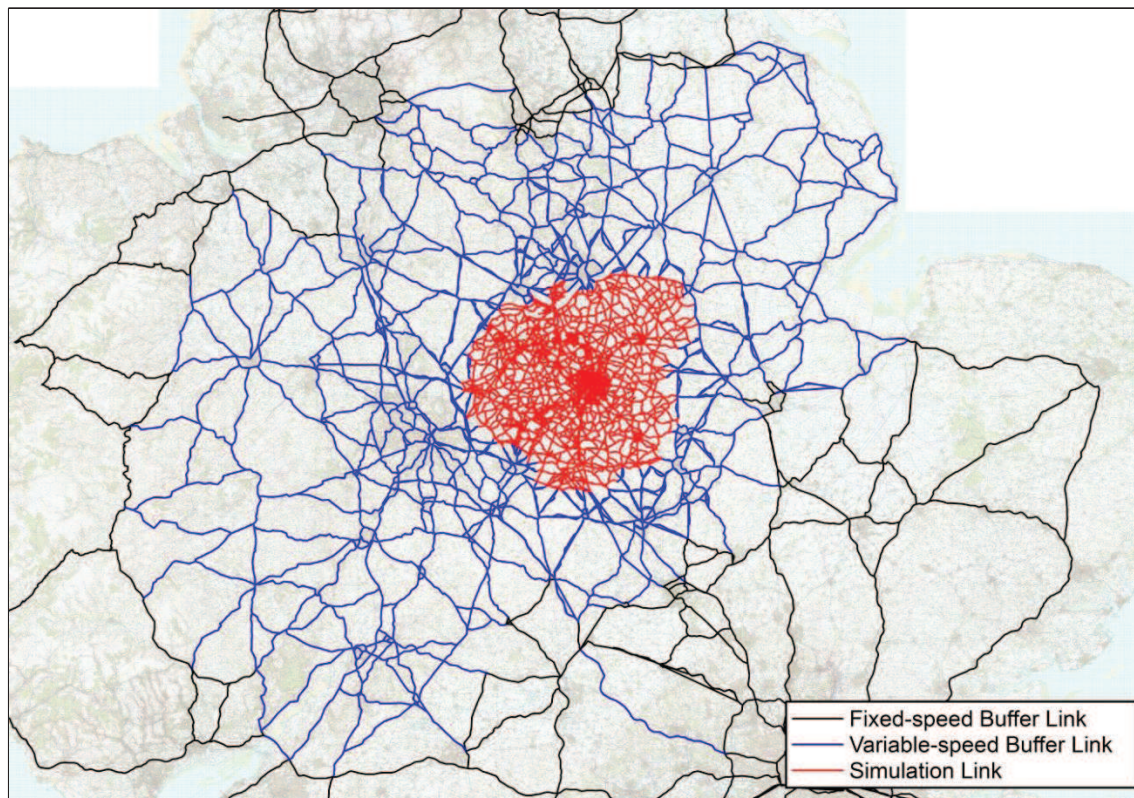 Fixed-speed Buffer Link
Variable-speed Buffer Link
Simulation Link